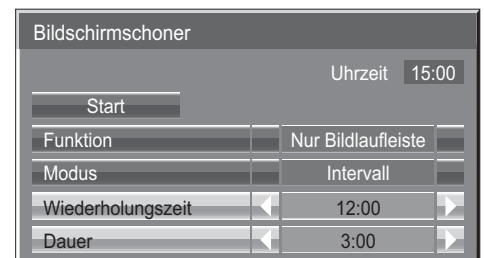 Bildschirmschoner
Uhrzeit 15:00
Start
Funktion Nur Bildlaufleiste
Modus Intervall
Wiederholungszeit 12:00
Dauer 3:00